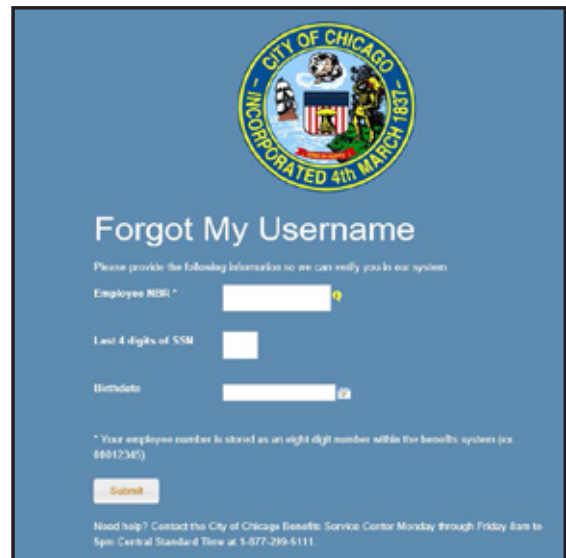 CITY OF CHICAGO
INCORPORATED 4th MARCH 1837
Forgot My Username
Please provide the following information so we can verify you in our system.
Employee NBR *
Last 4 digits of SSN
Birthdate
* Your employee number is stored as an eight digit number within the benefits system (ex.
00012345)
Submit
Need help? Contact the City of Chicago Benefits Service Center Monday through Friday 8am to
5pm Central Standard Time at 1-877-299-5111.